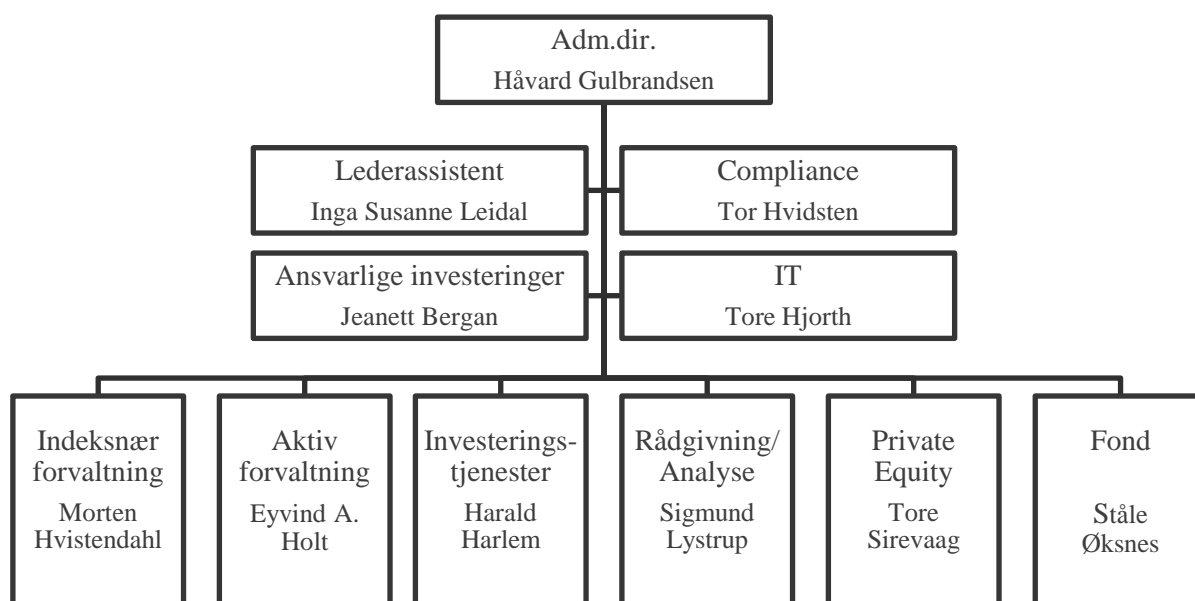 Adm.dir.
Håvard Gulbrandsen
Lederassistent
Inga Susanne Leidal
Compliance
Tor Hvidsten
Ansvarlige investeringer
Jeanett Bergan
IT
Tore Hjorth
Indeksnær
forvaltning
Morten
Hvistendahl
Aktiv
forvaltning
Eyvind A.
Holt
Investerings-
tjenester
Harald
Harlem
Rådgivning/
Analyse
Sigmund
Lystrup
Private
Equity
Tore
Sirevaag
Fond
Ståle
Øksnes